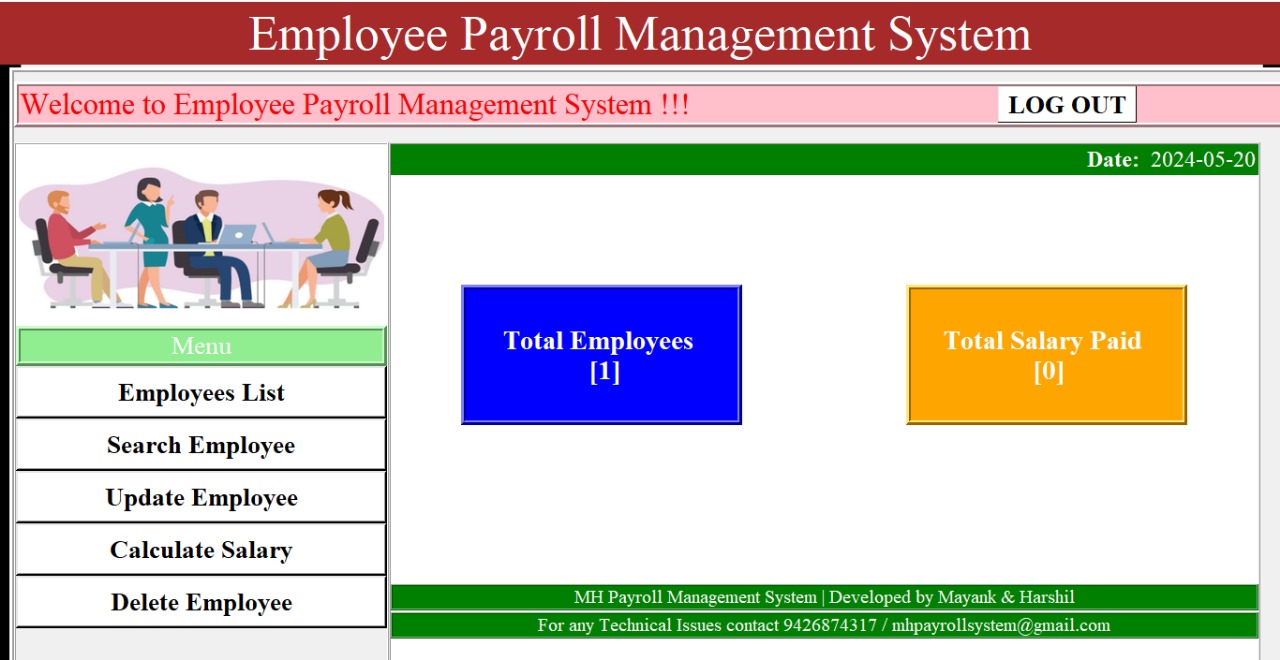 Employee Payroll Management System
Welcome to Employee Payroll Management System !!!
LOG OUT
Date: 2024-05-20
Menu
Employees List
Search Employee
Update Employee
Calculate Salary
Delete Employee
Total Employees
[1]
Total Salary Paid
[0]
MH Payroll Management System | Developed by Mayank & Harshil
For any Technical Issues contact 9426874317 / mhpayrollsystem@gmail.com